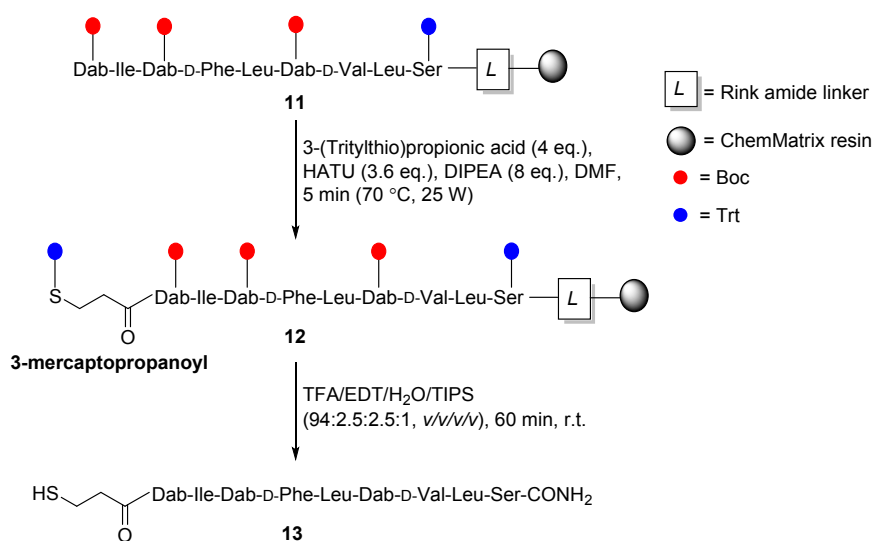 Dab-Ile-Dab-D-Phe-Leu-Dab-D-Val-Leu-Ser
L
11
L = Rink amide linker
= ChemMatrix resin
= Boc
= Trt
3-(Tritylthio)propionic acid (4 eq.),
HATU (3.6 eq.), DIPEA (8 eq.), DMF,
5 min (70 °C, 25 W)
S
O
Dab-Ile-Dab-D-Phe-Leu-Dab-D-Val-Leu-Ser
L
12
3-mercaptopropanoyl
TFA/EDT/H₂O/TIPS
(94:2.5:2.5:1, v/v/v/v), 60 min, r.t.
HS
O
Dab-Ile-Dab-D-Phe-Leu-Dab-D-Val-Leu-Ser-CONH₂
13